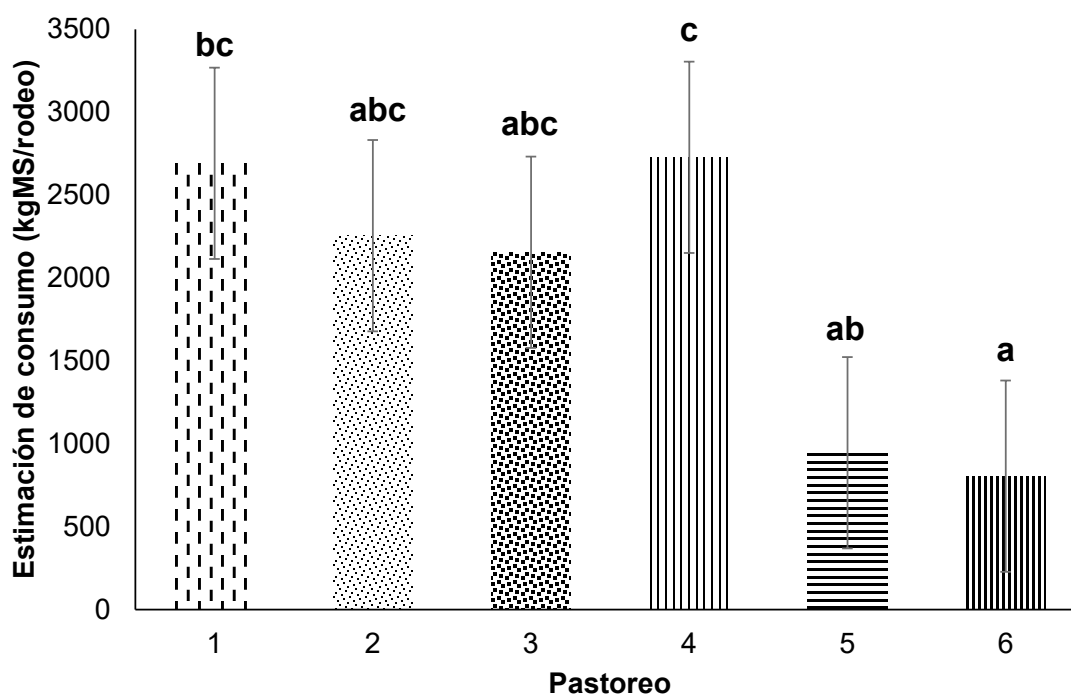 Estimación de consumo (kgMS/rodeo)
3500
3000
2500
2000
1500
1000
500
0
bc
abc
abc
c
ab
a
1 2 3 4 5 6
Pastoreo